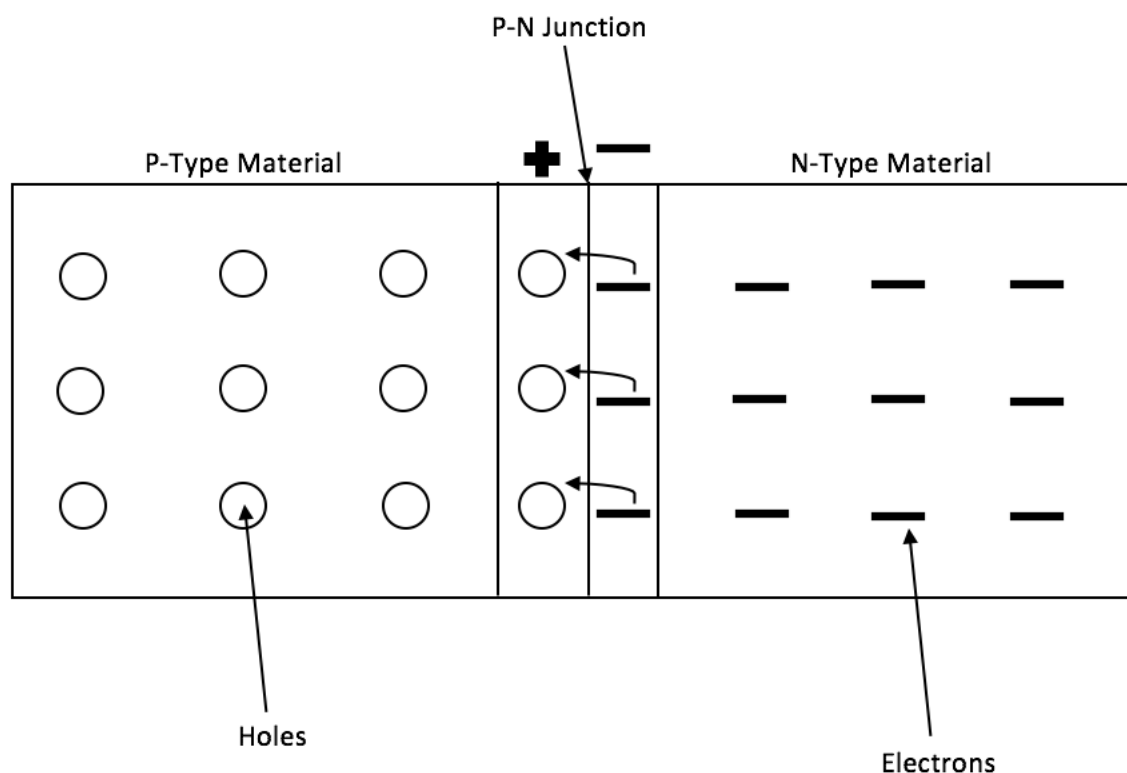 P-N Junction
P-Type Material
+ −
N-Type Material
Holes
Electrons